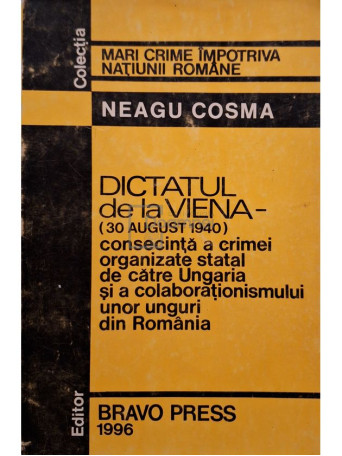 Colecția
MARI CRIME ÎMPOTRIVA
NAȚIUNII ROMÂNE
NEAGU COSMA
DICTATUL
de la VIENA -
(30 AUGUST 1940)
consecință a crimei
organizate statal
de către Ungaria
și a colaboraționismului
unor unguri
din România
Editor
BRAVO PRESS
1996